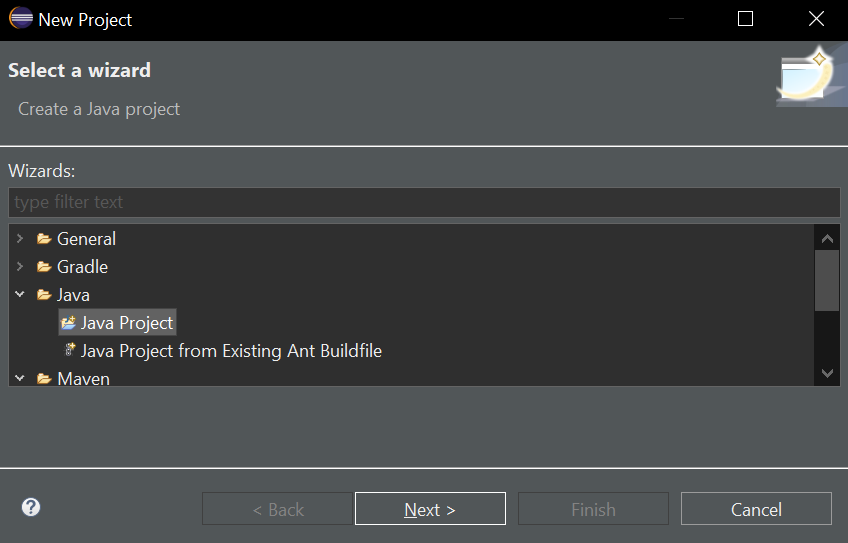 New Project
Select a wizard
Create a Java project
Wizards:
type filter text
General
Gradle
Java
Java Project
Java Project from Existing Ant Buildfile
Maven
< Back Next > Finish Cancel